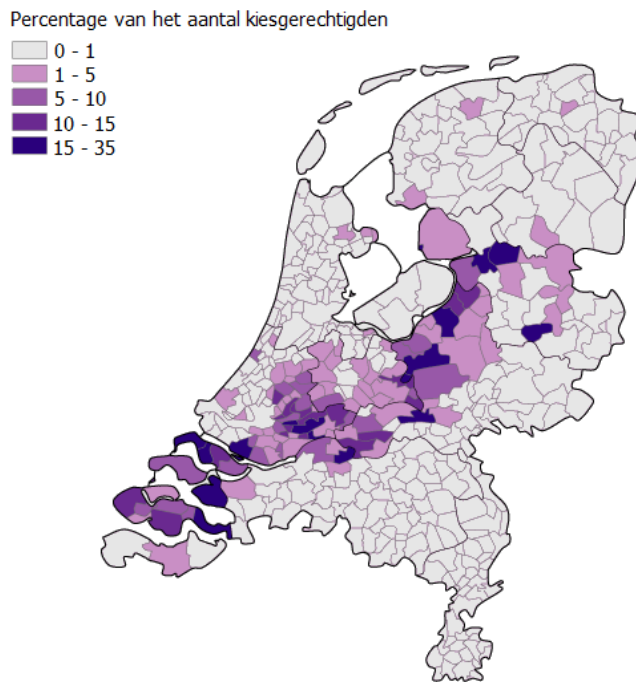 Percentage van het aantal kiesgerechtigden
0 - 1
1 - 5
5 - 10
10 - 15
15 - 35